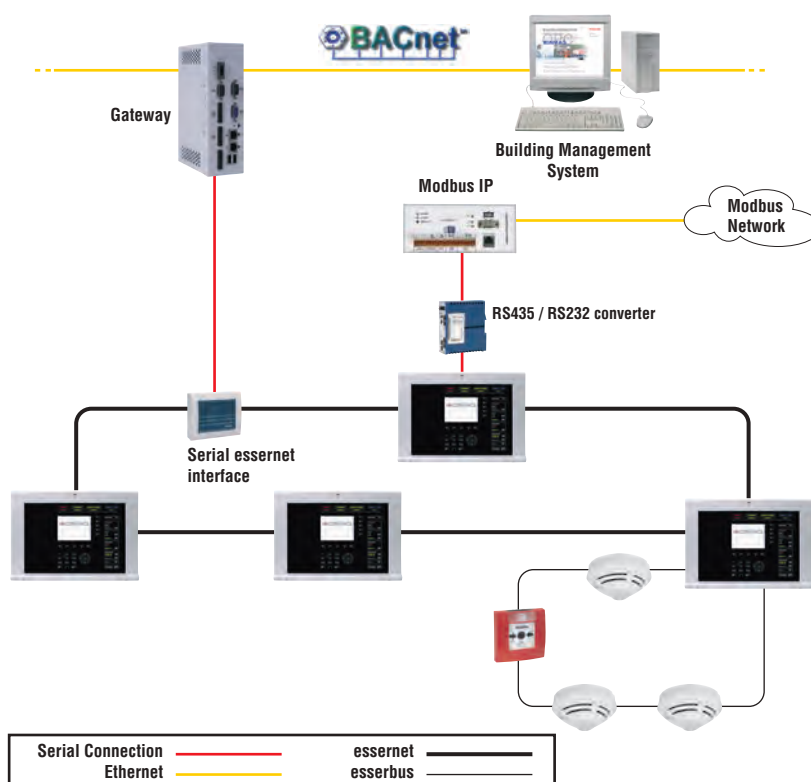 BACnet™
Gateway
Building Management
System
Modbus IP
Modbus
Network
RS435 / RS232 converter
Serial essernet
interface
Serial Connection
essernet
Ethernet
esserbus